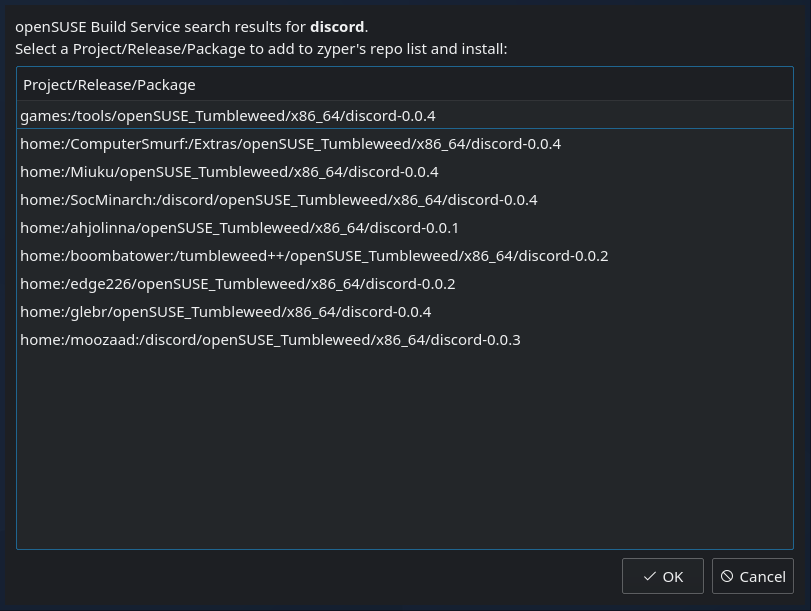 openSUSE Build Service search results for discord.
Select a Project/Release/Package to add to zyper's repo list and install:
Project/Release/Package
games:/tools/openSUSE_Tumbleweed/x86_64/discord-0.0.4
home:/ComputerSmurf:/Extras/openSUSE_Tumbleweed/x86_64/discord-0.0.4
home:/Miuku/openSUSE_Tumbleweed/x86_64/discord-0.0.4
home:/SocMinarch:/discord/openSUSE_Tumbleweed/x86_64/discord-0.0.4
home:/ahjolinna/openSUSE_Tumbleweed/x86_64/discord-0.0.1
home:/boombatower:/tumbleweed++/openSUSE_Tumbleweed/x86_64/discord-0.0.2
home:/edge226/openSUSE_Tumbleweed/x86_64/discord-0.0.2
home:/glebr/openSUSE_Tumbleweed/x86_64/discord-0.0.4
home:/moozaad:/discord/openSUSE_Tumbleweed/x86_64/discord-0.0.3
OK Cancel